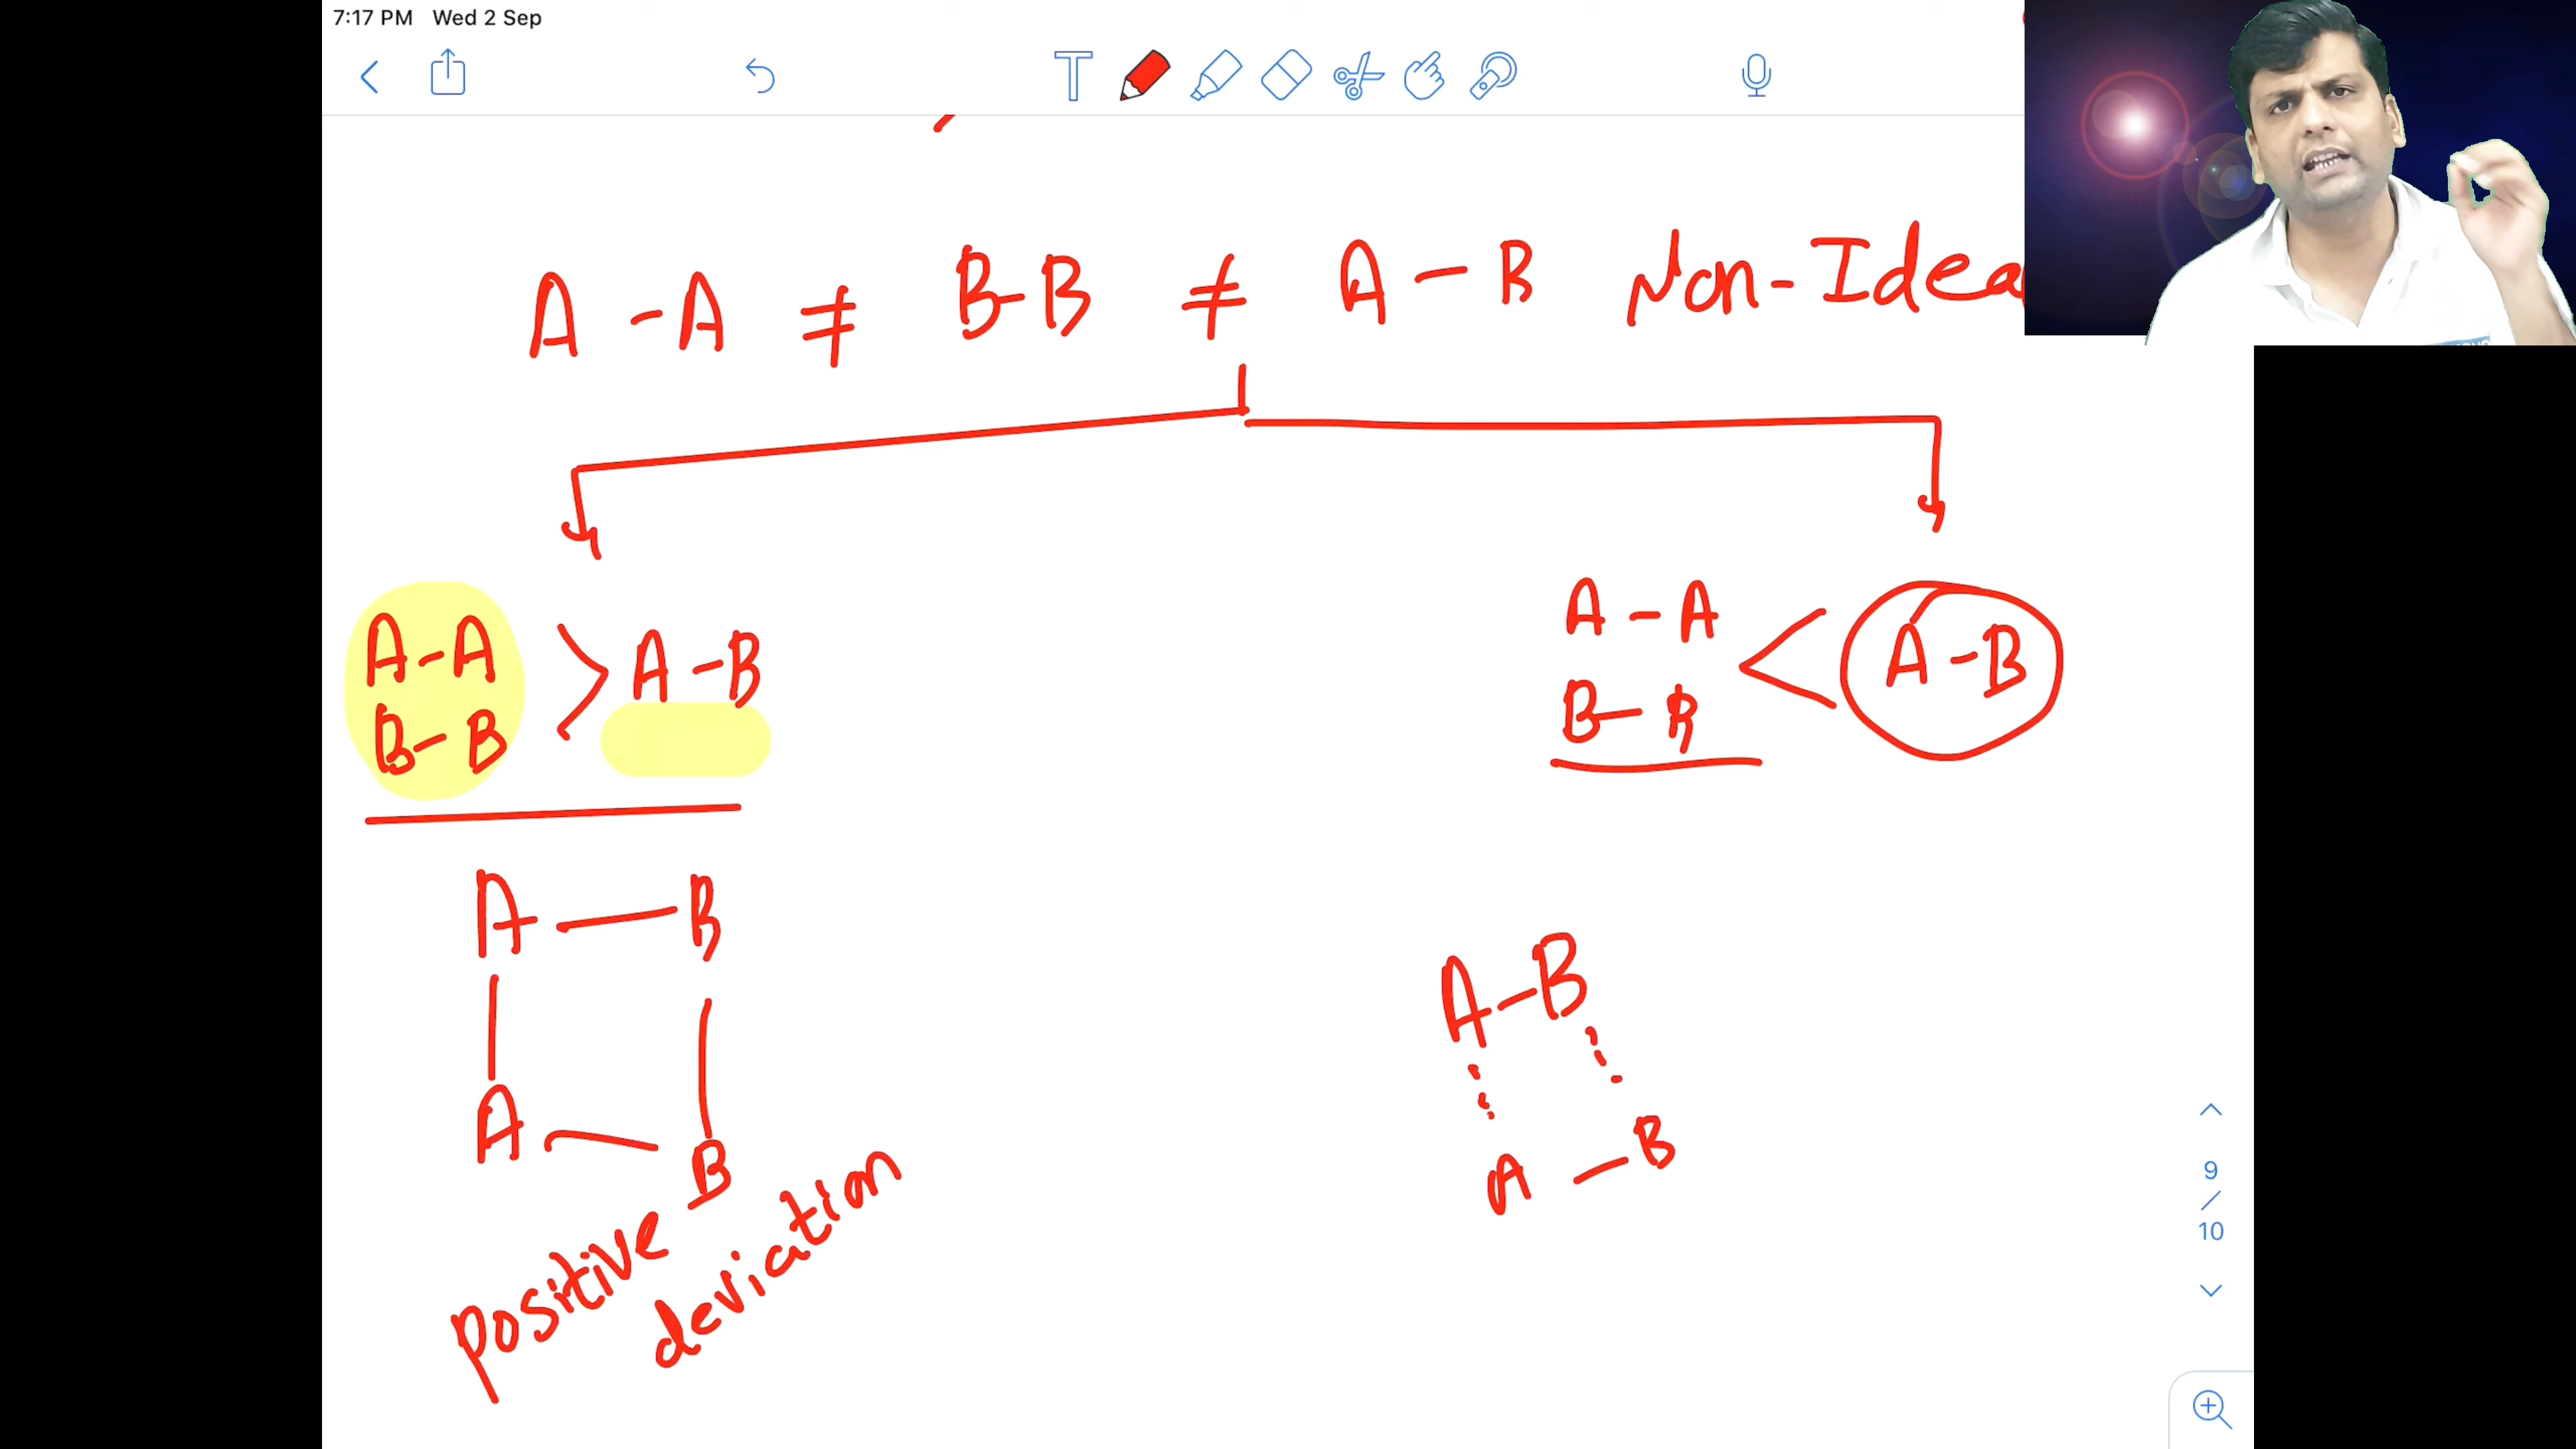 7:17 PM Wed 2 Sep
A - A ≠ B-B ≠ A - B Non-Idea
A-A
B-B
> A-B
A - A
B- B
< A-B
A — B
A — B
positive
deviation
A-B
A - B
9
/
10